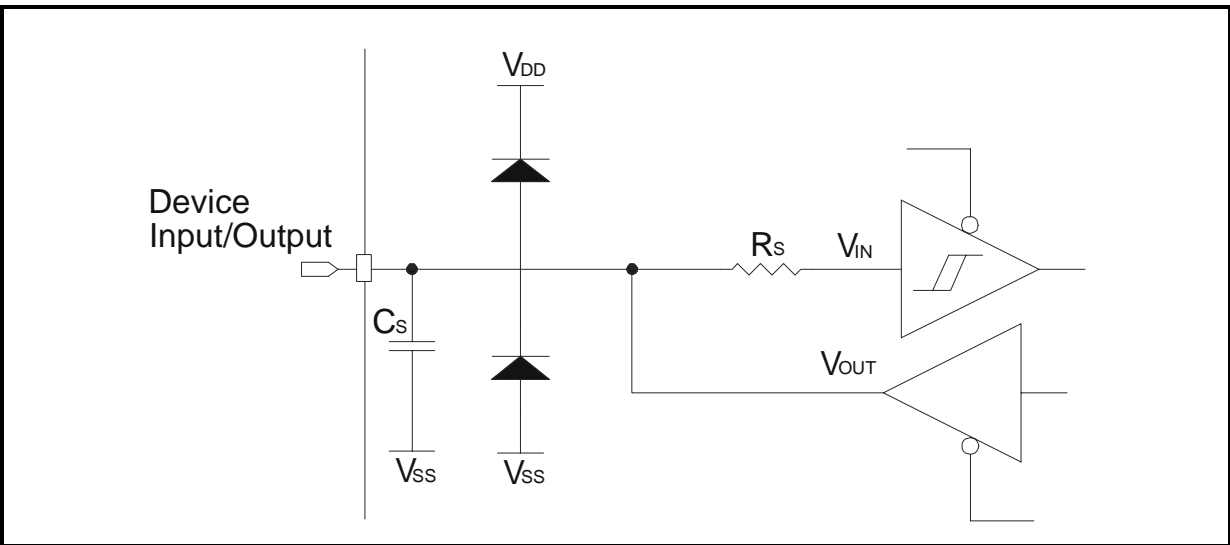 VDD
Device
Input/Output
RS
VIN
CS
VOUT
VSS
VSS